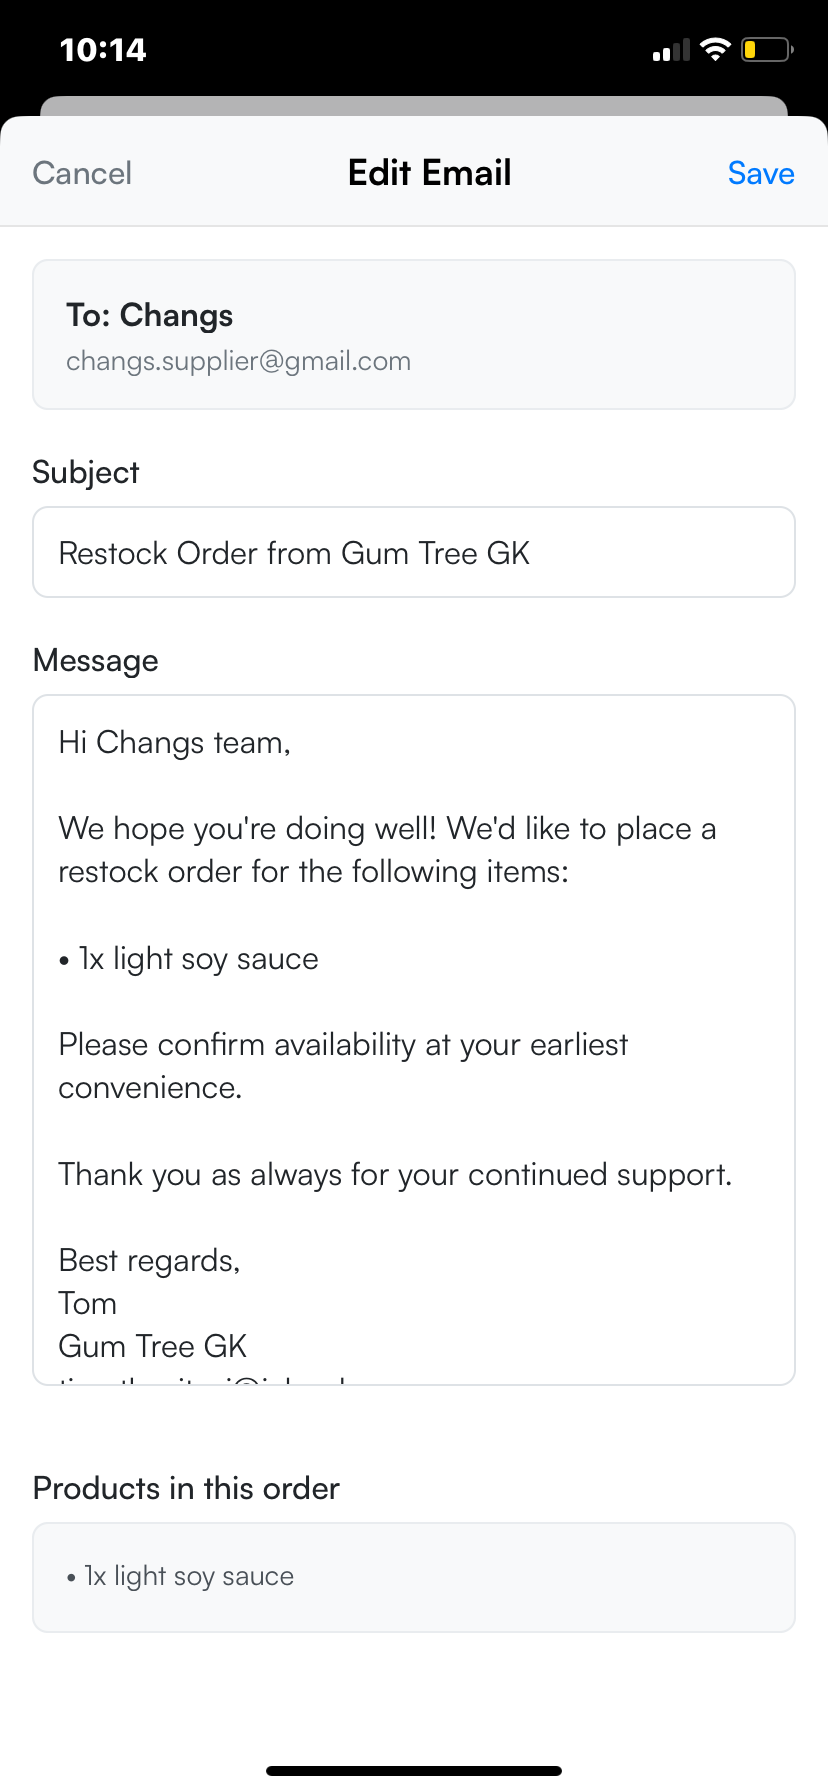 10:14
Cancel
Edit Email
Save
To: Changs
changs.supplier@gmail.com
Subject
Restock Order from Gum Tree GK
Message
Hi Changs team,
We hope you're doing well! We'd like to place a
restock order for the following items:
• 1x light soy sauce
Please confirm availability at your earliest
convenience.
Thank you as always for your continued support.
Best regards,
Tom
Gum Tree GK
Products in this order
• 1x light soy sauce